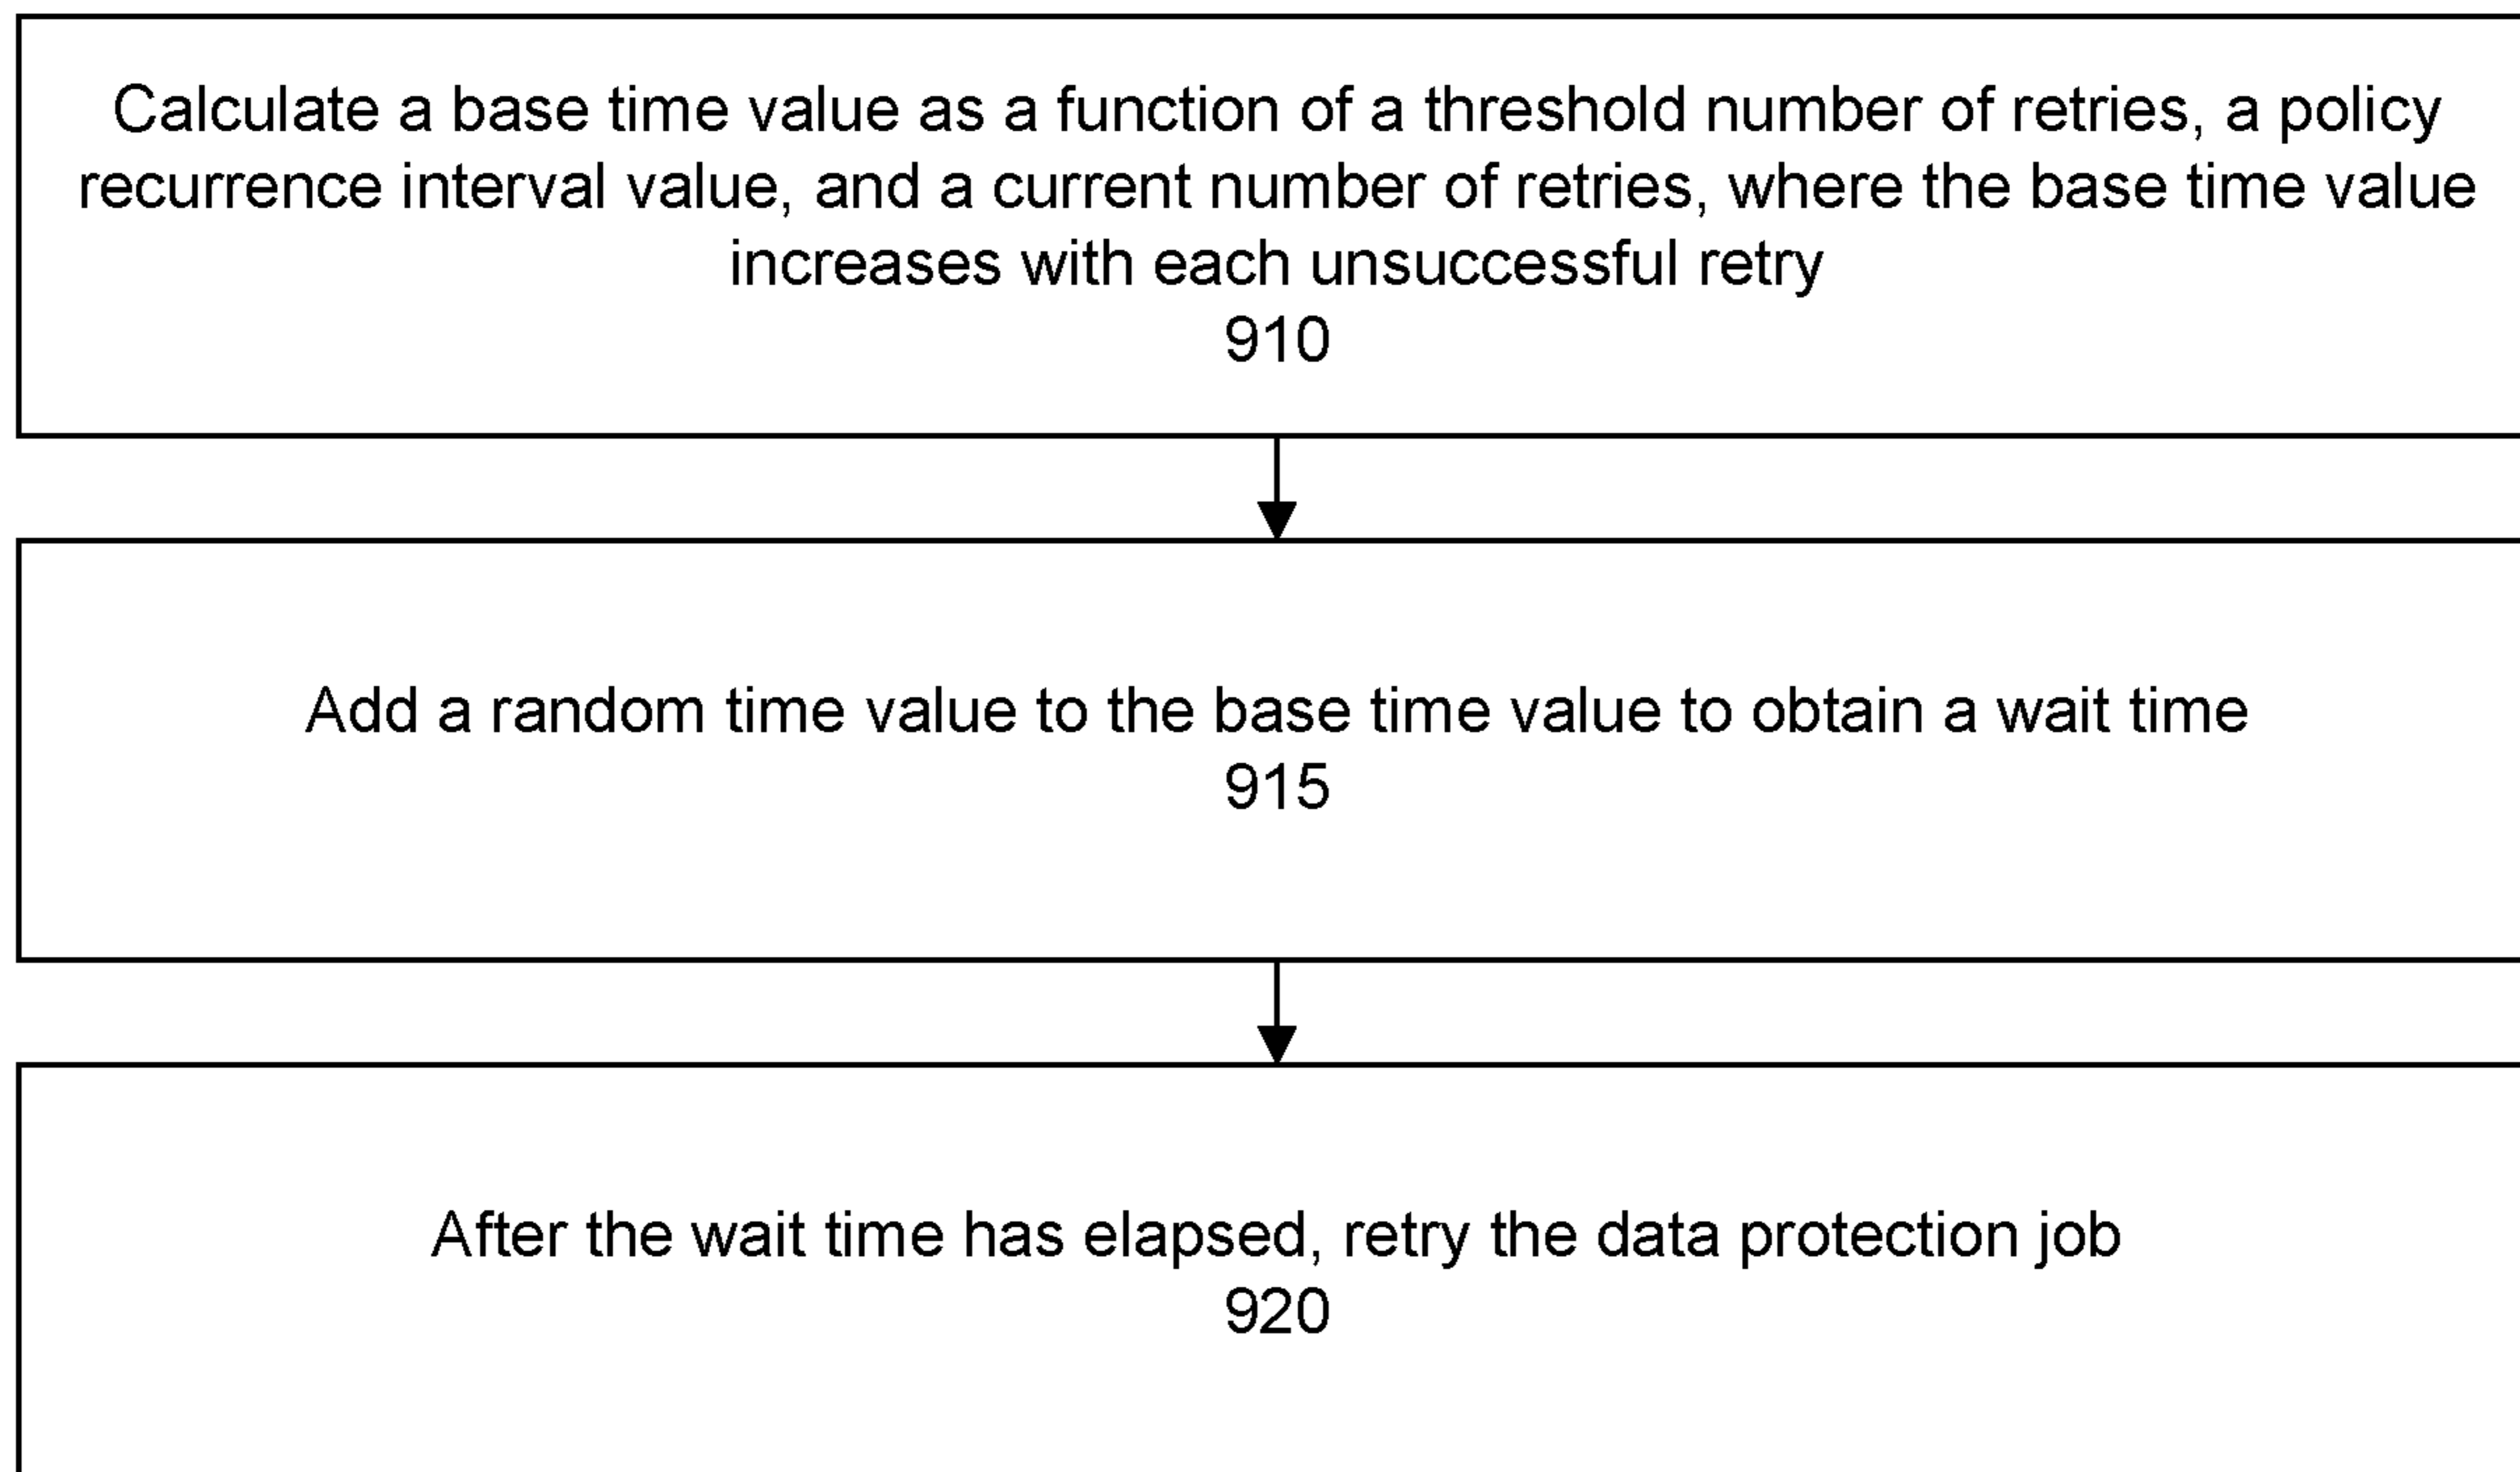 Calculate a base time value as a function of a threshold number of retries, a policy
recurrence interval value, and a current number of retries, where the base time value
increases with each unsuccessful retry
910
Add a random time value to the base time value to obtain a wait time
915
After the wait time has elapsed, retry the data protection job
920